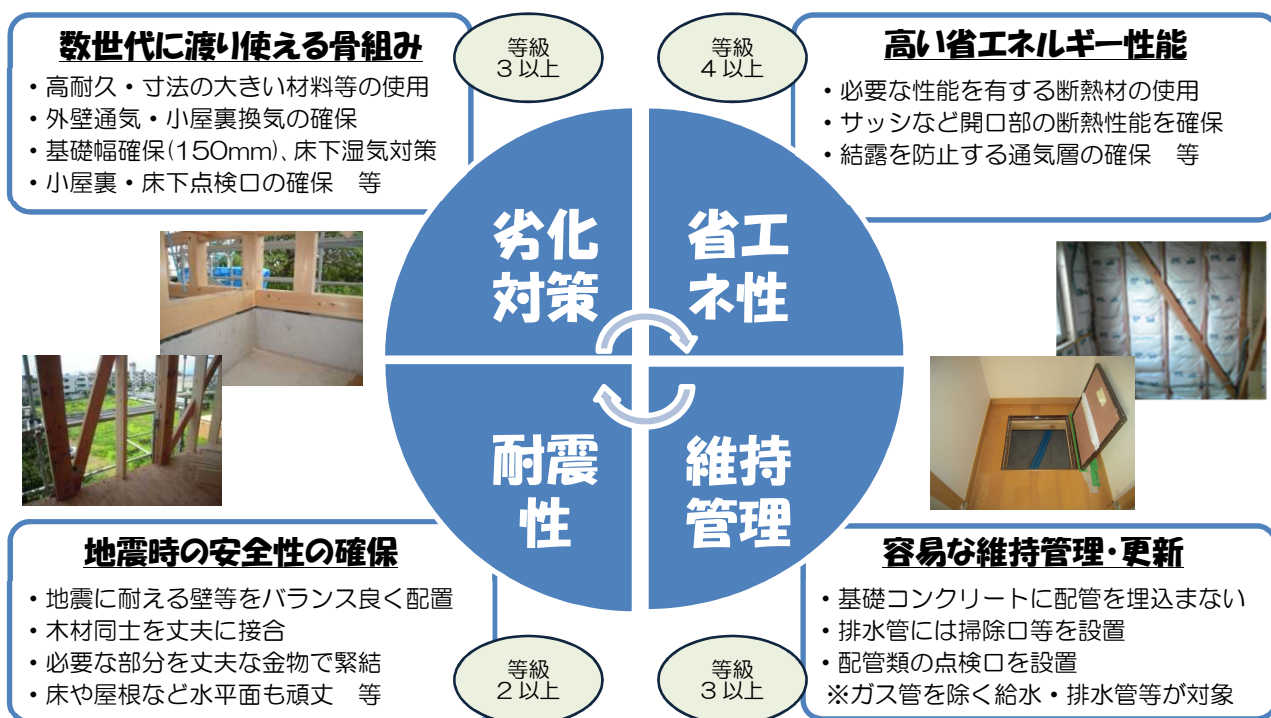 数世代に渡り使える骨組み
・高耐久・寸法の大きい材料等の使用
・外壁通気・小屋裏換気の確保
・基礎幅確保(150mm)、床下湿気対策
・小屋裏・床下点検口の確保　等
等級
3以上
等級
4以上
高い省エネルギー性能
・必要な性能を有する断熱材の使用
・サッシなど開口部の断熱性能を確保
・結露を防止する通気層の確保　等
劣化
対策
省エ
ネ性
耐震
性
維持
管理
地震時の安全性の確保
・地震に耐える壁等をバランス良く配置
・木材同士を丈夫に接合
・必要な部分を丈夫な金物で緊結
・床や屋根など水平面も頑丈　等
等級
2以上
等級
3以上
容易な維持管理・更新
・基礎コンクリートに配管を埋込まない
・排水管には掃除口等を設置
・配管類の点検口を設置
※ガス管を除く給水・排水管等が対象